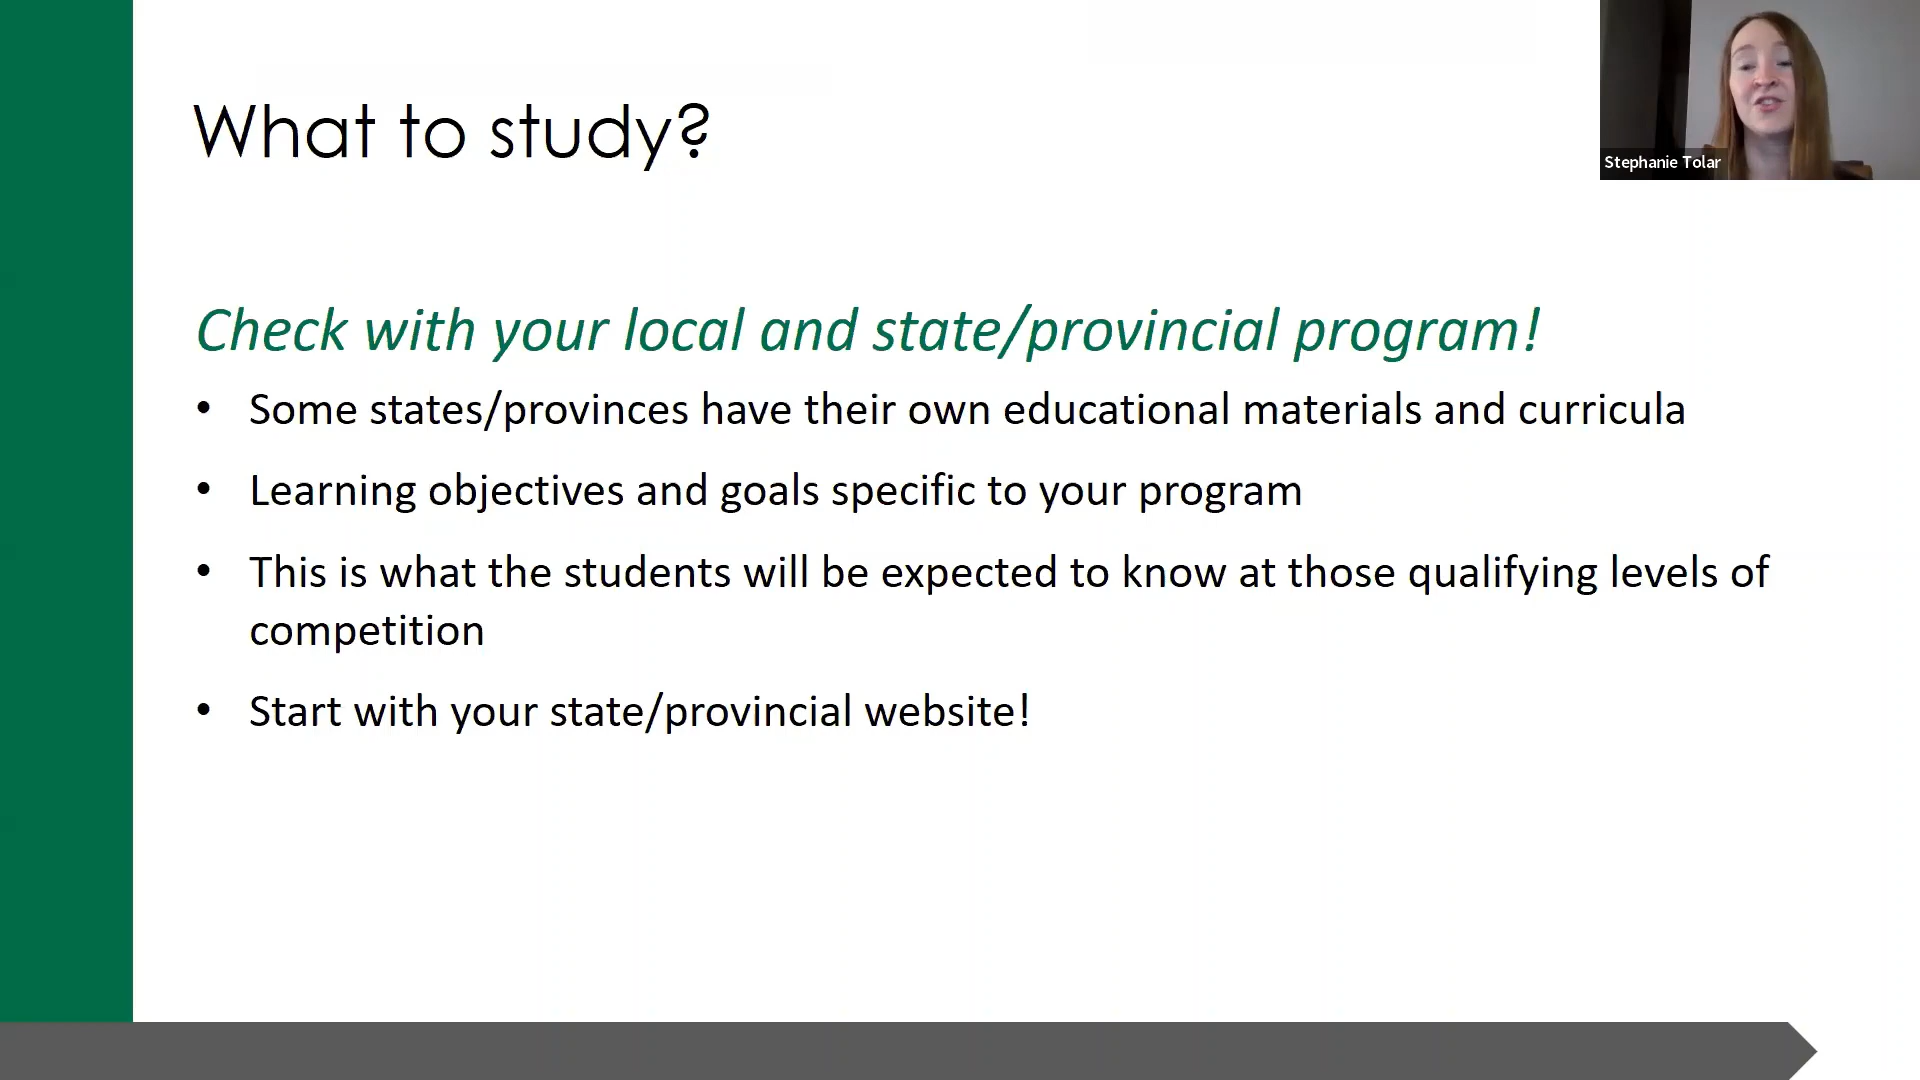 What to study?
Stephanie Tolar
Check with your local and state/provincial program!
• Some states/provinces have their own educational materials and curricula
• Learning objectives and goals specific to your program
• This is what the students will be expected to know at those qualifying levels of
competition
• Start with your state/provincial website!